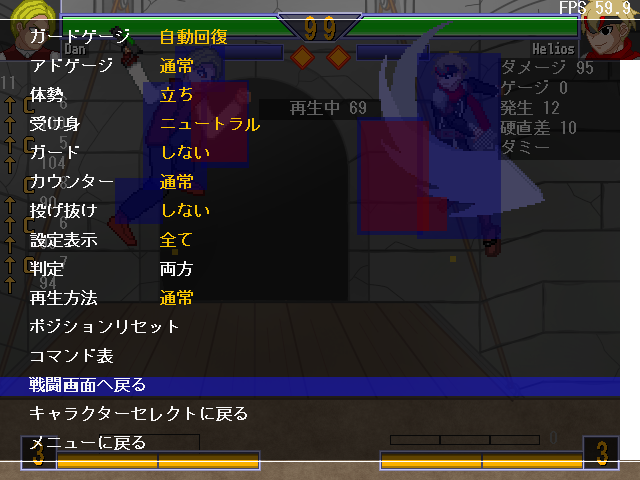 FPS 59.9
99
Dan
Helios
ガードゲージ 自動回復
アドゲージ 通常
体勢 立ち
受け身 ニュートラル
ガード しない
カウンター 通常
投げ抜け しない
設定表示 全て
判定 両方
再生方法 通常
ポジションリセット
コマンド表
戦闘画面へ戻る
キャラクターセレクトに戻る
メニューに戻る
再生中 69
ダメージ 95
ゲージ 0
発生 12
硬直差 10
ダミー
11
104
94
3
0
3